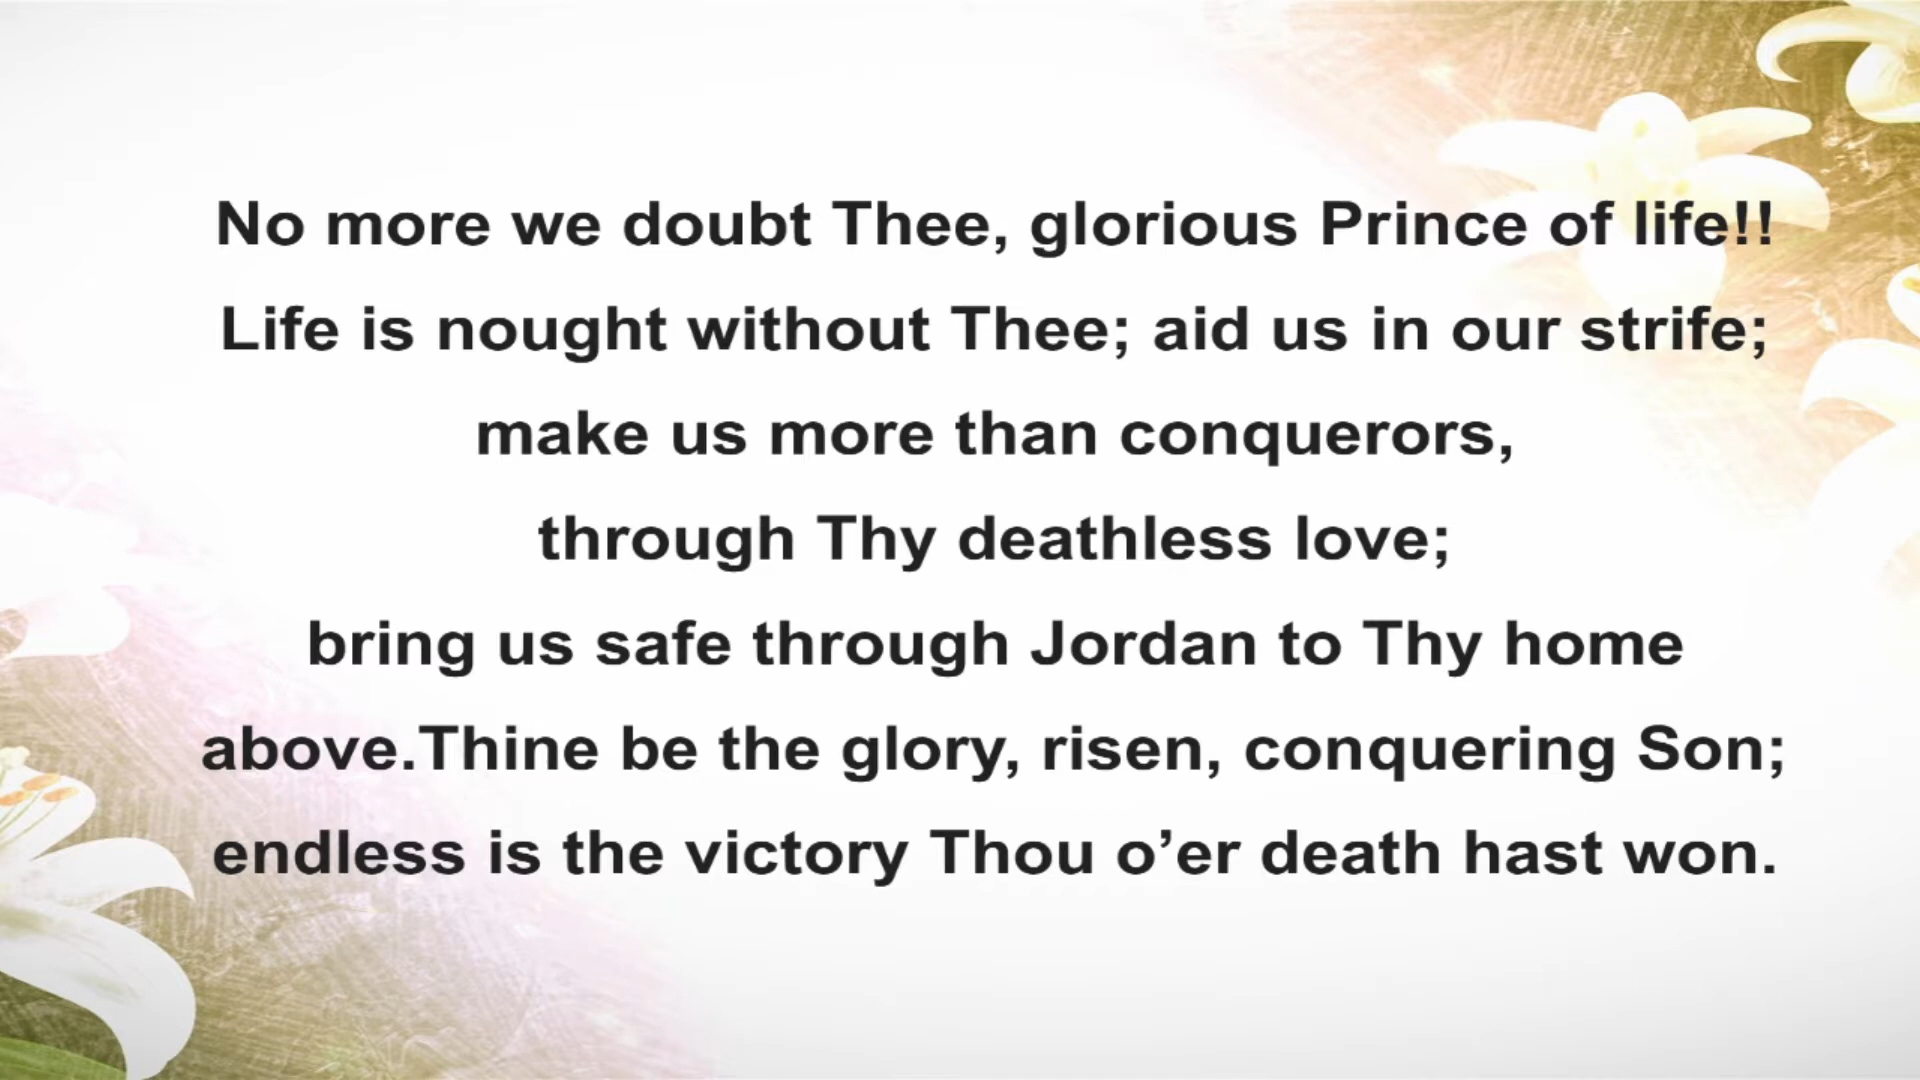 No more we doubt Thee, glorious Prince of life!!
Life is nought without Thee; aid us in our strife;
make us more than conquerors,
through Thy deathless love;
bring us safe through Jordan to Thy home
above.Thine be the glory, risen, conquering Son;
endless is the victory Thou o’er death hast won.